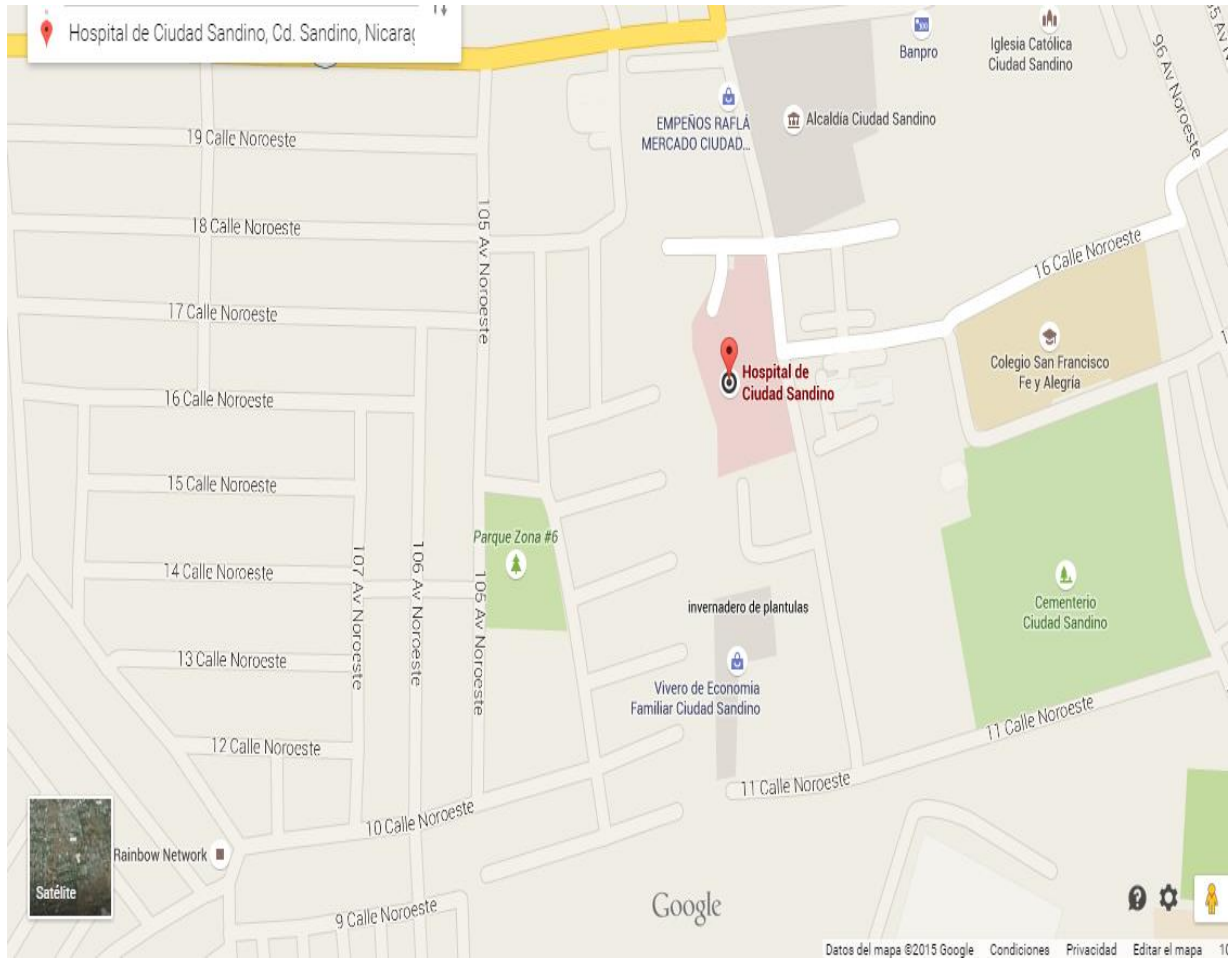 Hospital de Ciudad Sandino, Cd. Sandino, Nicarag
Banpro
Iglesia Católica
Ciudad Sandino
96 Av Noroeste
19 Calle Noroeste
EMPEÑOS RAFLÁ
MERCADO CIUDAD...
Alcaldía Ciudad Sandino
18 Calle Noroeste
105 Av Noroeste
16 Calle Noroeste
17 Calle Noroeste
Colegio San Francisco
Fe y Alegría
Hospital de
Ciudad Sandino
16 Calle Noroeste
15 Calle Noroeste
Parque Zona #6
14 Calle Noroeste
107 Av Noroeste
106 Av Noroeste
105 Av Noroeste
invernadero de plantulas
Cementerio
Ciudad Sandino
13 Calle Noroeste
Vivero de Economía
Familiar Ciudad Sandino
12 Calle Noroeste
11 Calle Noroeste
11 Calle Noroeste
10 Calle Noroeste
Rainbow Network
Satélite
9 Calle Noroeste
Google
Datos del mapa ©2015 Google Condiciones Privacidad Editar el mapa 10